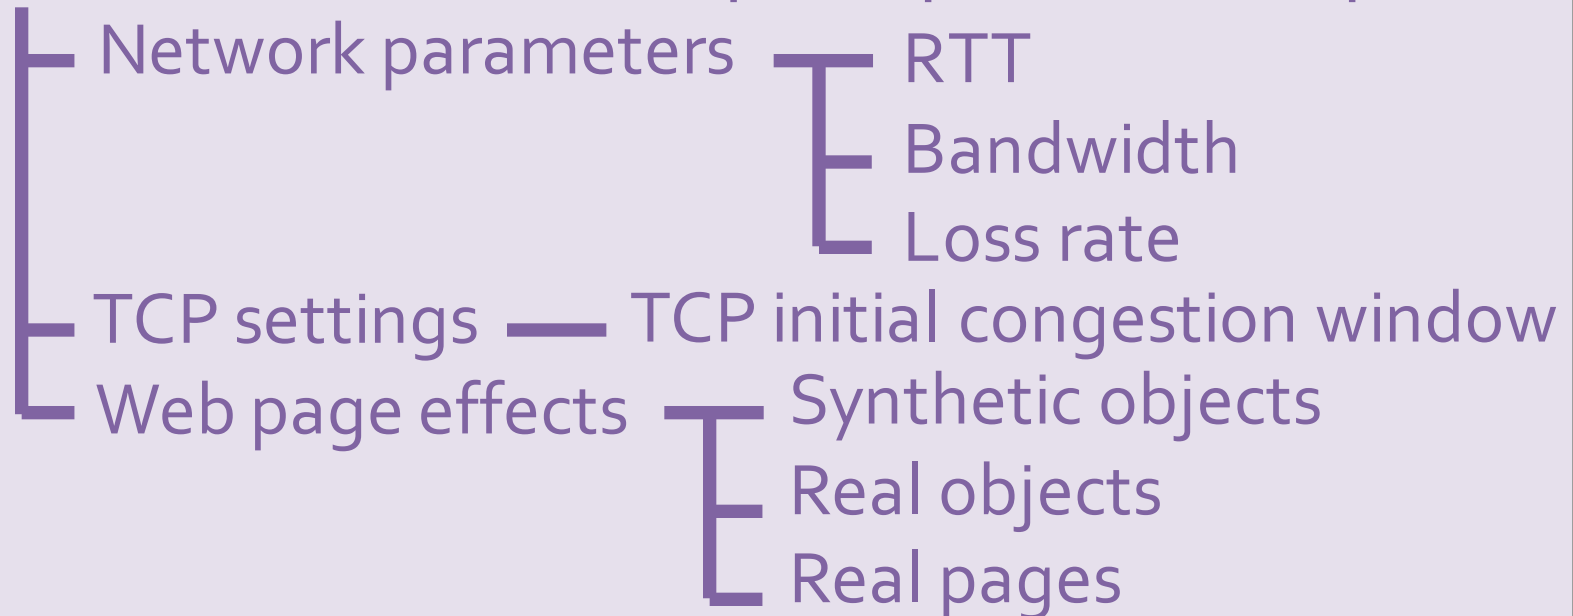 Network parameters RTT
Bandwidth
Loss rate
TCP settings TCP initial congestion window
Web page effects Synthetic objects
Real objects
Real pages